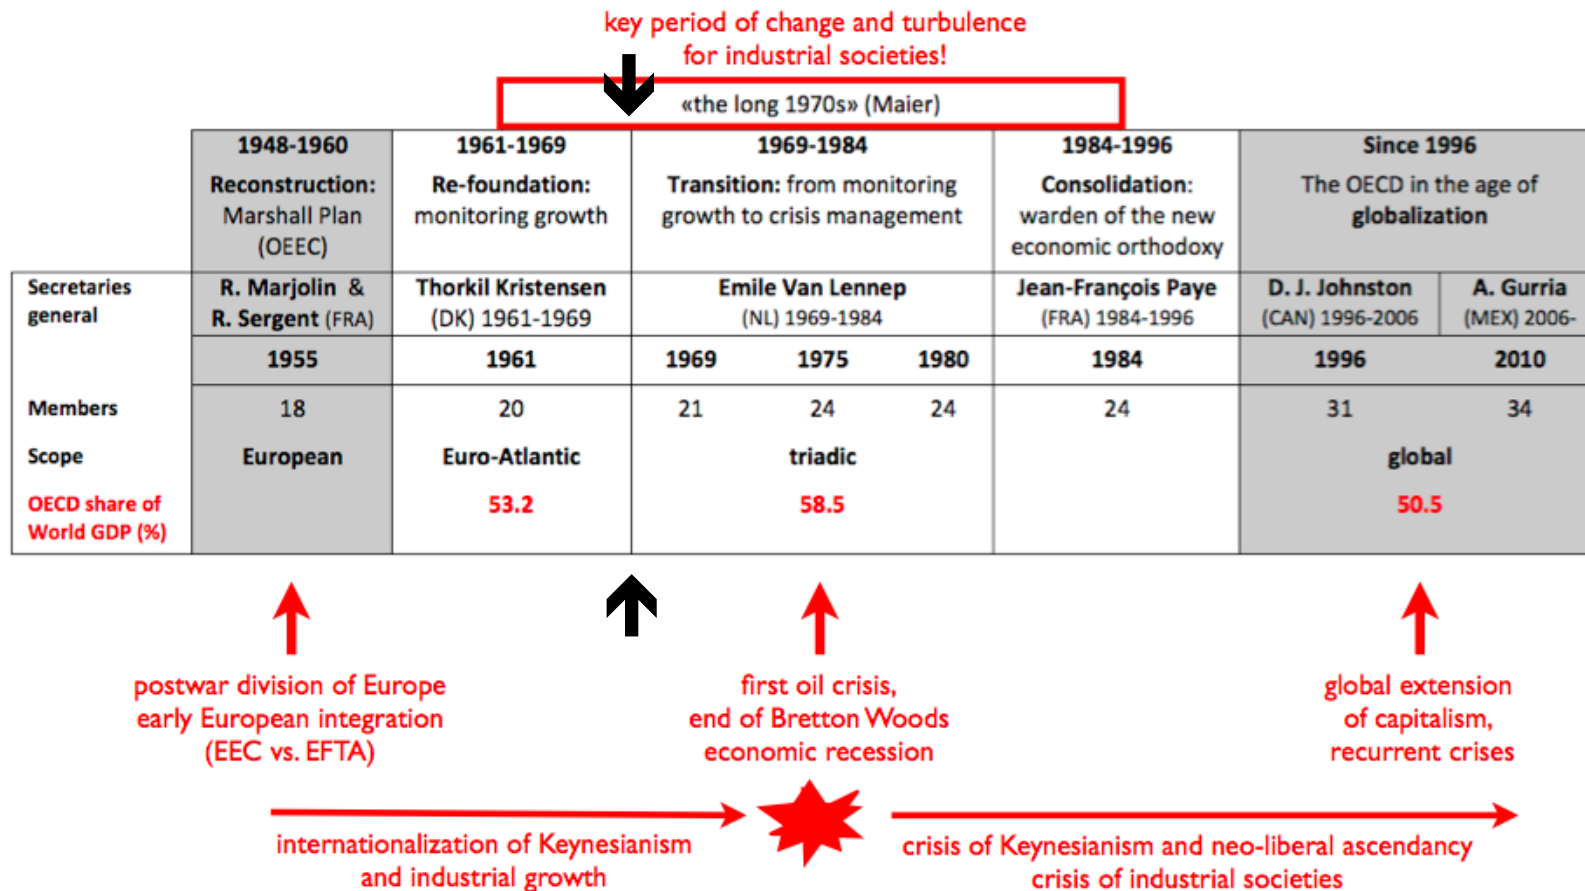 key period of change and turbulence
for industrial societies!
«the long 1970s» (Maier)
1948-1960 1961-1969 1969-1984 1984-1996 Since 1996
Reconstruction: Re-foundation: Transition: from monitoring Consolidation: The OECD in the age of
Marshall Plan monitoring growth growth to crisis management warden of the new globalization
(OEEC) economic orthodoxy
Secretaries R. Marjolin & Thorkil Kristensen Emile Van Lennep Jean-François Paye D. J. Johnston A. Gurria
general R. Sergent (FRA) (DK) 1961-1969 (NL) 1969-1984 (FRA) 1984-1996 (CAN) 1996-2006 (MEX) 2006-
1955 1961 1969 1975 1980 1984 1996 2010
Members 18 20 21 24 24 24 31 34
Scope European Euro-Atlantic triadic global
OECD share of 53.2 58.5 50.5
World GDP (%)
postwar division of Europe
early European integration
(EEC vs. EFTA)
first oil crisis,
end of Bretton Woods
economic recession
global extension
of capitalism,
recurrent crises
internationalization of Keynesianism
and industrial growth
crisis of Keynesianism and neo-liberal ascendancy
crisis of industrial societies